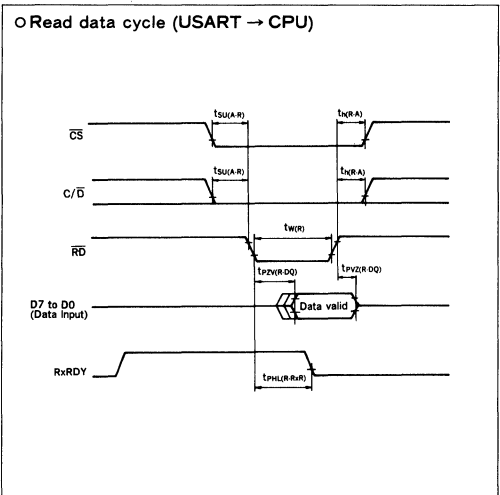 ○ Read data cycle (USART → CPU)
tSU(A-R)
th(R-A)
CS
tSU(A-R)
th(R-A)
C/D
tW(R)
RD
tPZV(R-DQ)
tPVZ(R-DQ)
D7 to D0
(Data Input)
Data valid
RxRDY
tPHL(R-RxR)